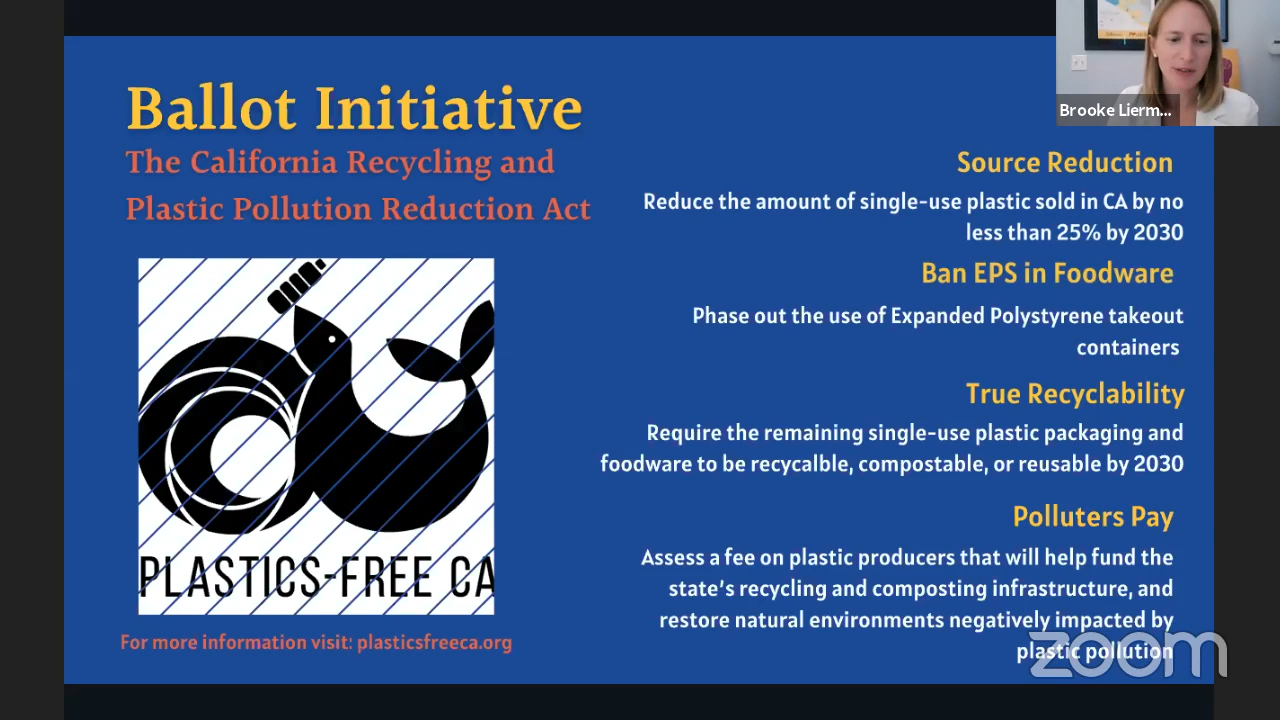 Ballot Initiative
The California Recycling and
Plastic Pollution Reduction Act
PLASTICS-FREE CA
For more information visit: plasticsfreeca.org
Brooke Lierm...
Source Reduction
Reduce the amount of single-use plastic sold in CA by no
less than 25% by 2030
Ban EPS in Foodware
Phase out the use of Expanded Polystyrene takeout
containers
True Recyclability
Require the remaining single-use plastic packaging and
foodware to be recycalble, compostable, or reusable by 2030
Polluters Pay
Assess a fee on plastic producers that will help fund the
state's recycling and composting infrastructure, and
restore natural environments negatively impacted by
plastic pollution
zoom